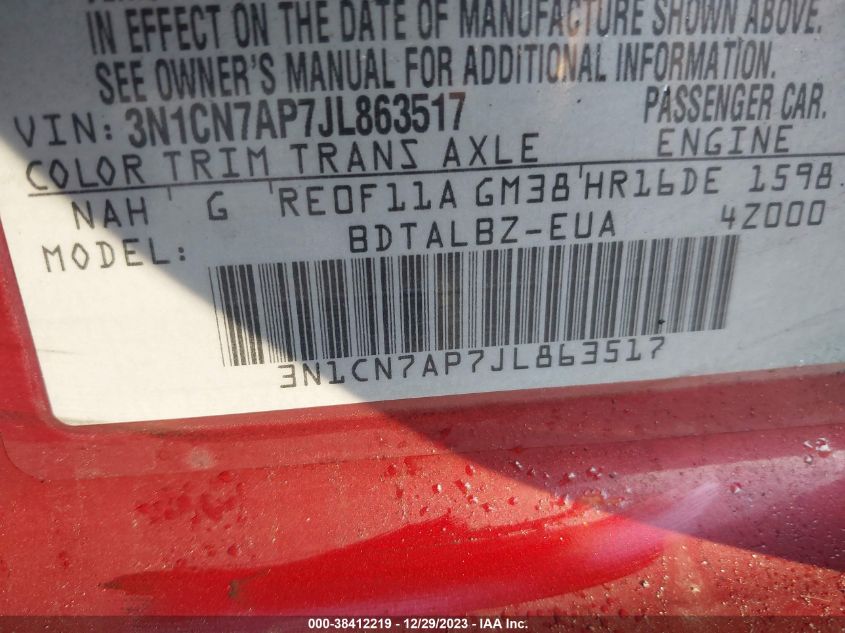 IN EFFECT ON THE DATE OF MANUFACTURE SHOWN ABOVE.
SEE OWNER'S MANUAL FOR ADDITIONAL INFORMATION.
VIN: 3N1CN7AP7JL863517 PASSENGER CAR.
COLOR TRIM TRANS AXLE ENGINE
NAH G RE0F11A GM38 HR16DE 1598
MODEL: BDTALBZ-EUA 4Z000
3N1CN7AP7JL863517
000-38412219 - 12/29/2023 - IAA Inc.